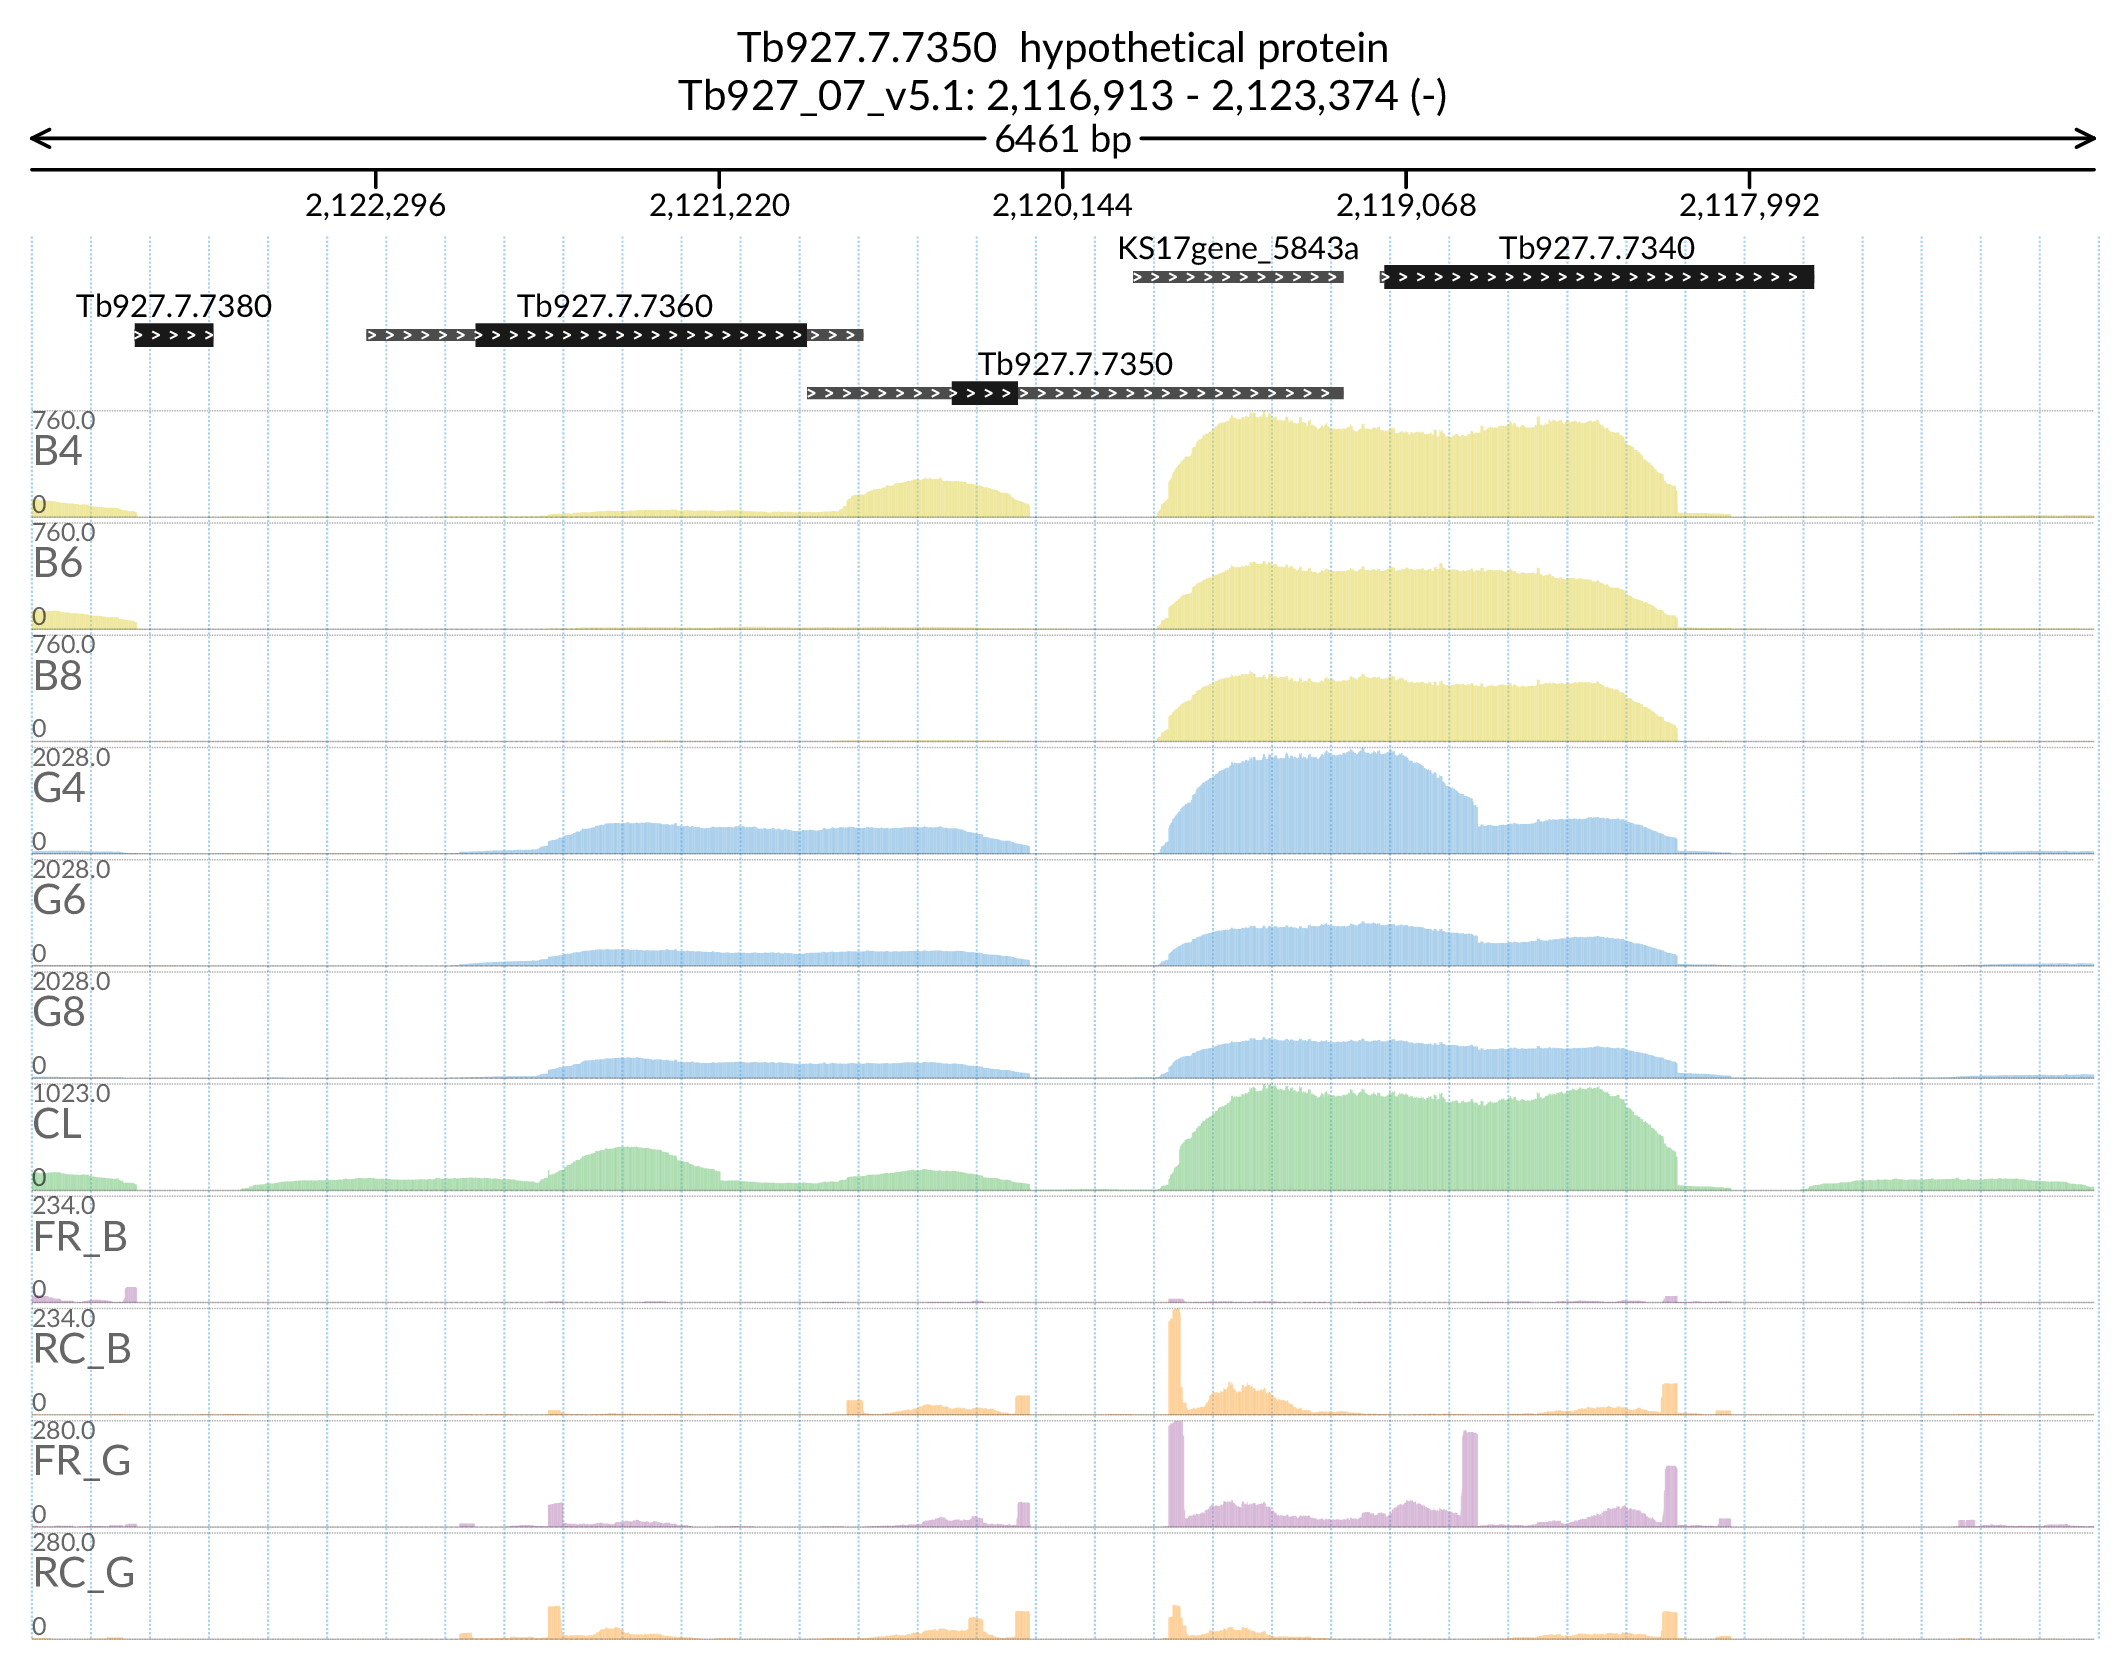 Tb927.7.7350  hypothetical protein
Tb927_07_v5.1: 2,116,913 - 2,123,374 (-)
6461 bp
2,122,296 2,121,220 2,120,144 2,119,068 2,117,992
KS17gene_5843a Tb927.7.7340
Tb927.7.7380 Tb927.7.7360
Tb927.7.7350
760.0
B4
0
760.0
B6
0
760.0
B8
0
2028.0
G4
0
2028.0
G6
0
2028.0
G8
0
1023.0
CL
0
234.0
FR_B
0
234.0
RC_B
0
280.0
FR_G
0
280.0
RC_G
0